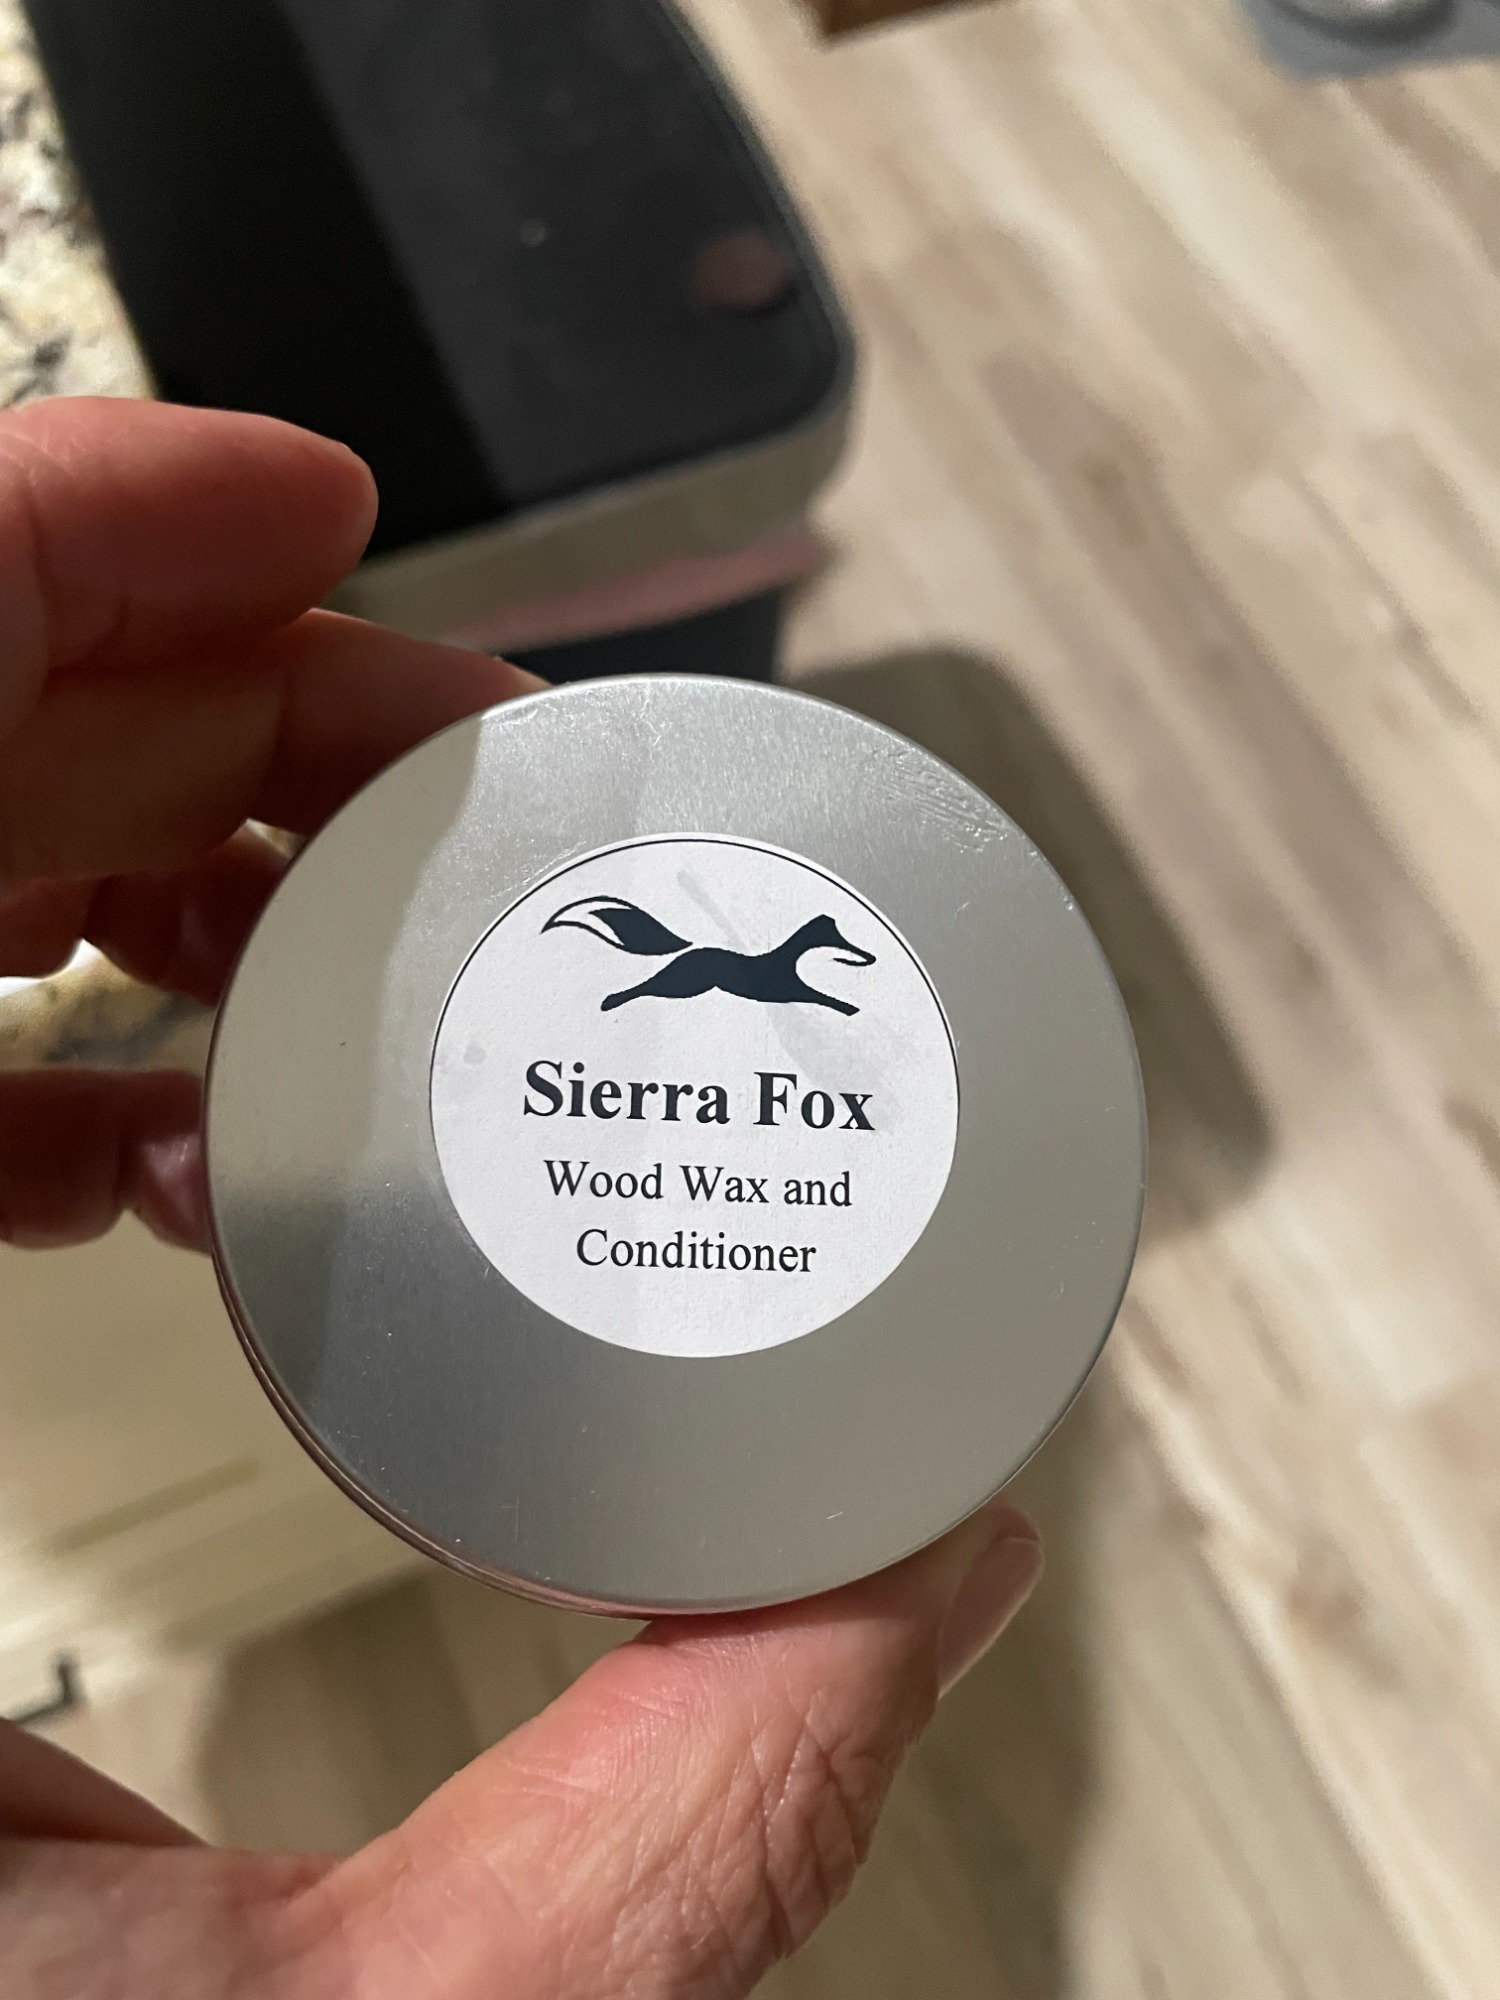 Sierra Fox
Wood Wax and
Conditioner